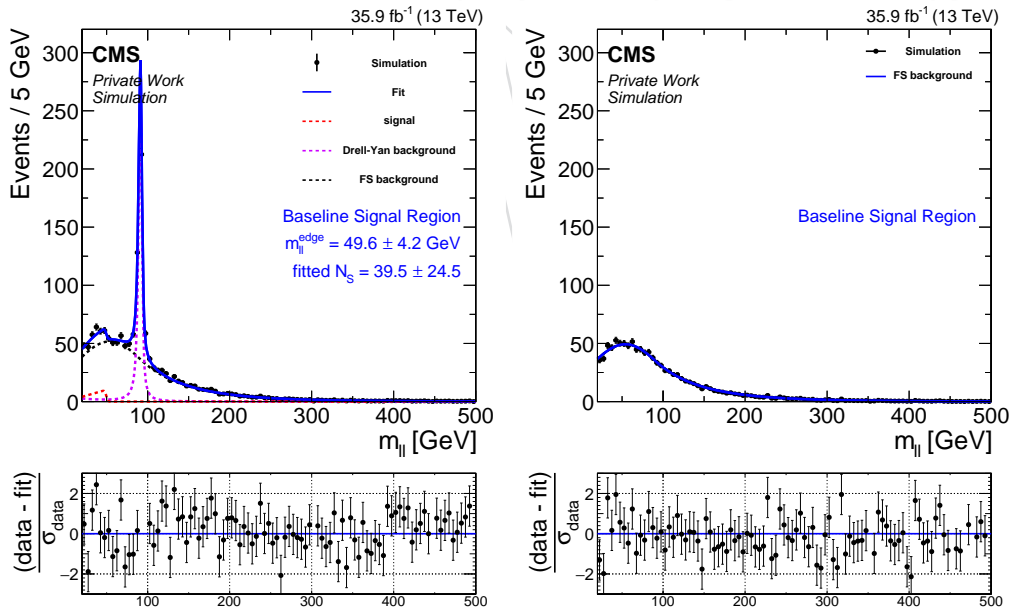 35.9 fb⁻¹ (13 TeV)
CMS
Private Work
Simulation
Simulation
Fit
signal
Drell-Yan background
FS background
Baseline Signal Region
m_ll^edge = 49.6 ± 4.2 GeV
fitted N_S = 39.5 ± 24.5
Events / 5 GeV
300
250
200
150
100
50
0
100 200 300 400 500
m_ll [GeV]
(data - fit)
σ_data
2
0
−2
100 200 300 400 500
35.9 fb⁻¹ (13 TeV)
CMS
Private Work
Simulation
Simulation
FS background
Baseline Signal Region
Events / 5 GeV
300
250
200
150
100
50
0
100 200 300 400 500
m_ll [GeV]
(data - fit)
σ_data
2
0
−2
100 200 300 400 500